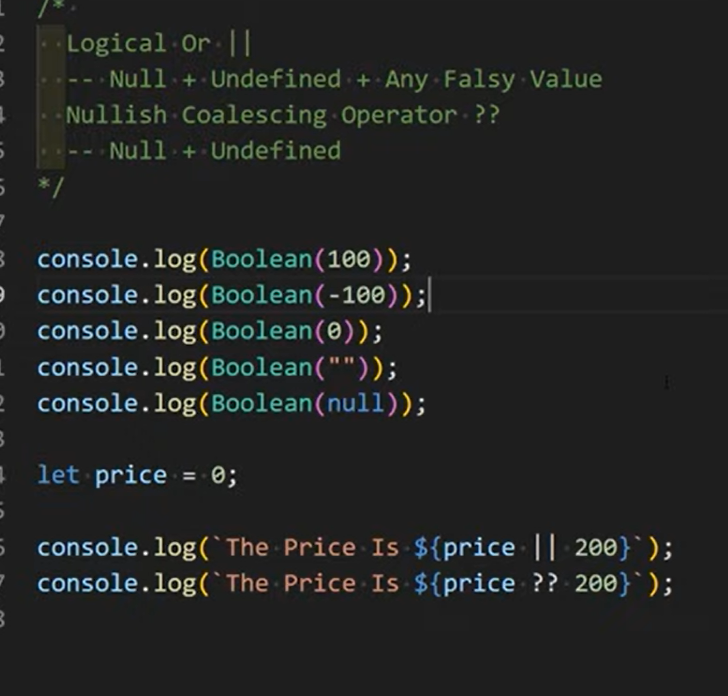 /*
Logical Or ||
-- Null + Undefined + Any Falsy Value
Nullish Coalescing Operator ??
-- Null + Undefined
*/
console.log(Boolean(100));
console.log(Boolean(-100));
console.log(Boolean(0));
console.log(Boolean(""));
console.log(Boolean(null));
let price = 0;
console.log(`The Price Is ${price || 200}`);
console.log(`The Price Is ${price ?? 200}`);